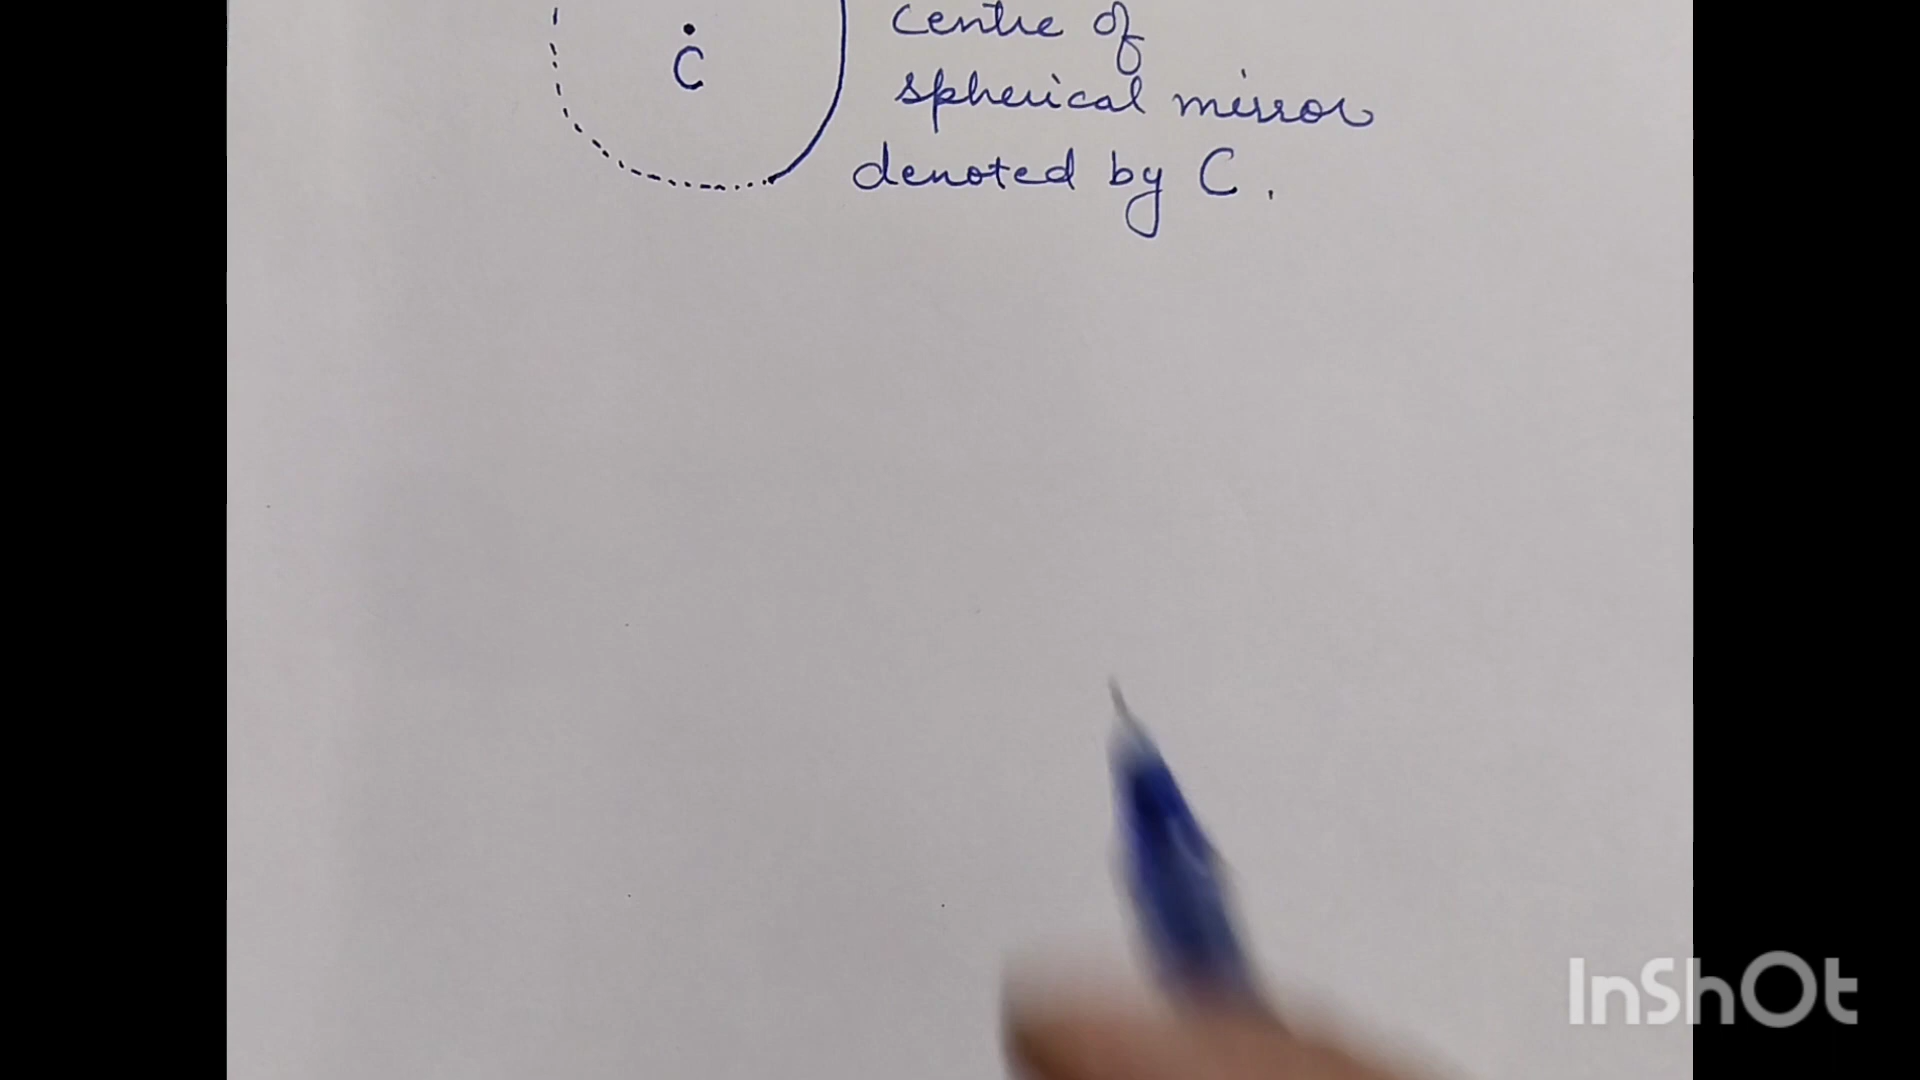 centre of
C
spherical mirror
denoted by C.
InShOt